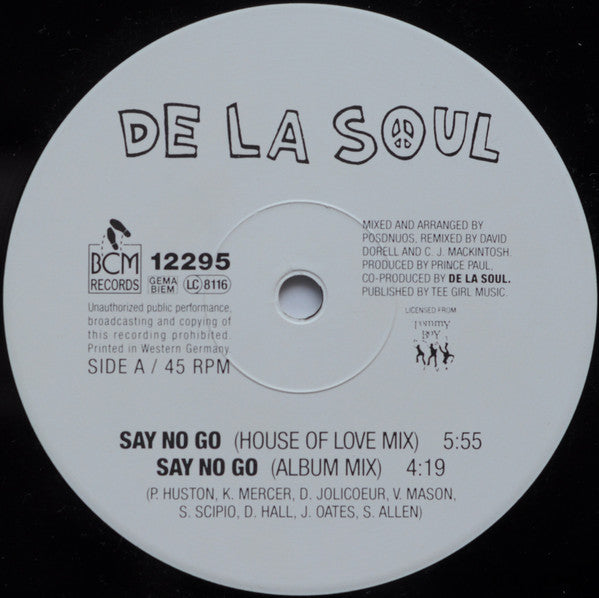 DE LA SOUL
BCM
RECORDS
12295
GEMA
BIEM
LC 8116
Unauthorized public performance,
broadcasting and copying of
this recording prohibited.
Printed in Western Germany.
SIDE A / 45 RPM
MIXED AND ARRANGED BY
POSDNUOS, REMIXED BY DAVID
DORELL AND C. J. MACKINTOSH.
PRODUCED BY PRINCE PAUL,
CO-PRODUCED BY DE LA SOUL.
PUBLISHED BY TEE GIRL MUSIC.
LICENSED FROM
Tommy
BOY
SAY NO GO (HOUSE OF LOVE MIX) 5:55
SAY NO GO (ALBUM MIX) 4:19
(P. HUSTON, K. MERCER, D. JOLICOEUR, V. MASON,
S. SCIPIO, D. HALL, J. OATES, S. ALLEN)